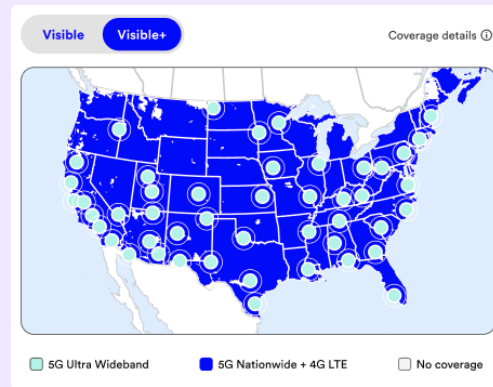 Visible
Visible+
Coverage details
5G Ultra Wideband
5G Nationwide + 4G LTE
No coverage